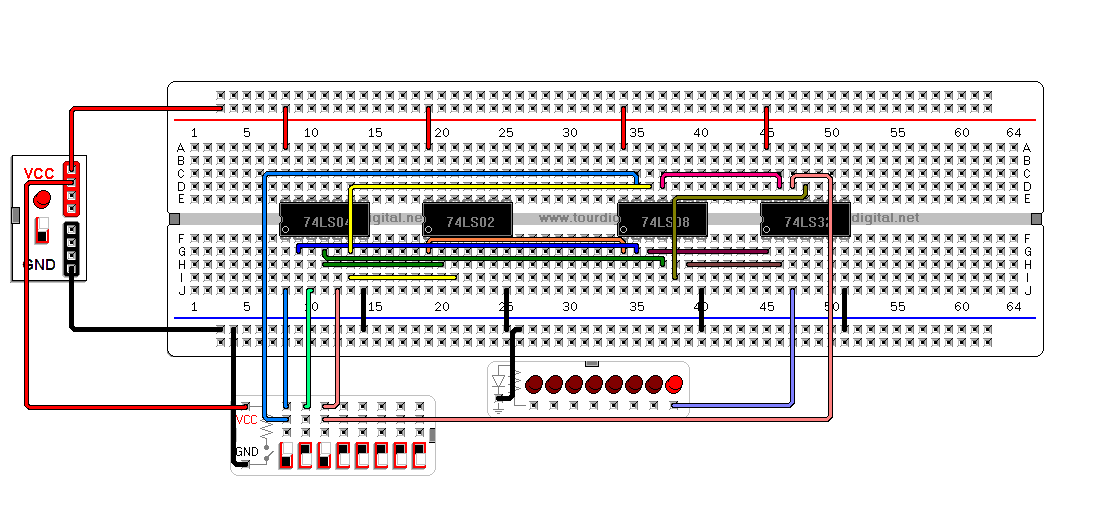 1 5 10 15 20 25 30 35 40 45 50 55 60 64
A A
B B
C C
D D
E E
VCC
74LS04 74LS02 74LS08 74LS32
digital.net www.tourdig digital.net
F F
G G
H H
I I
J J
GND
1 5 10 15 20 25 30 35 40 45 50 55 60 64
VCC
GND